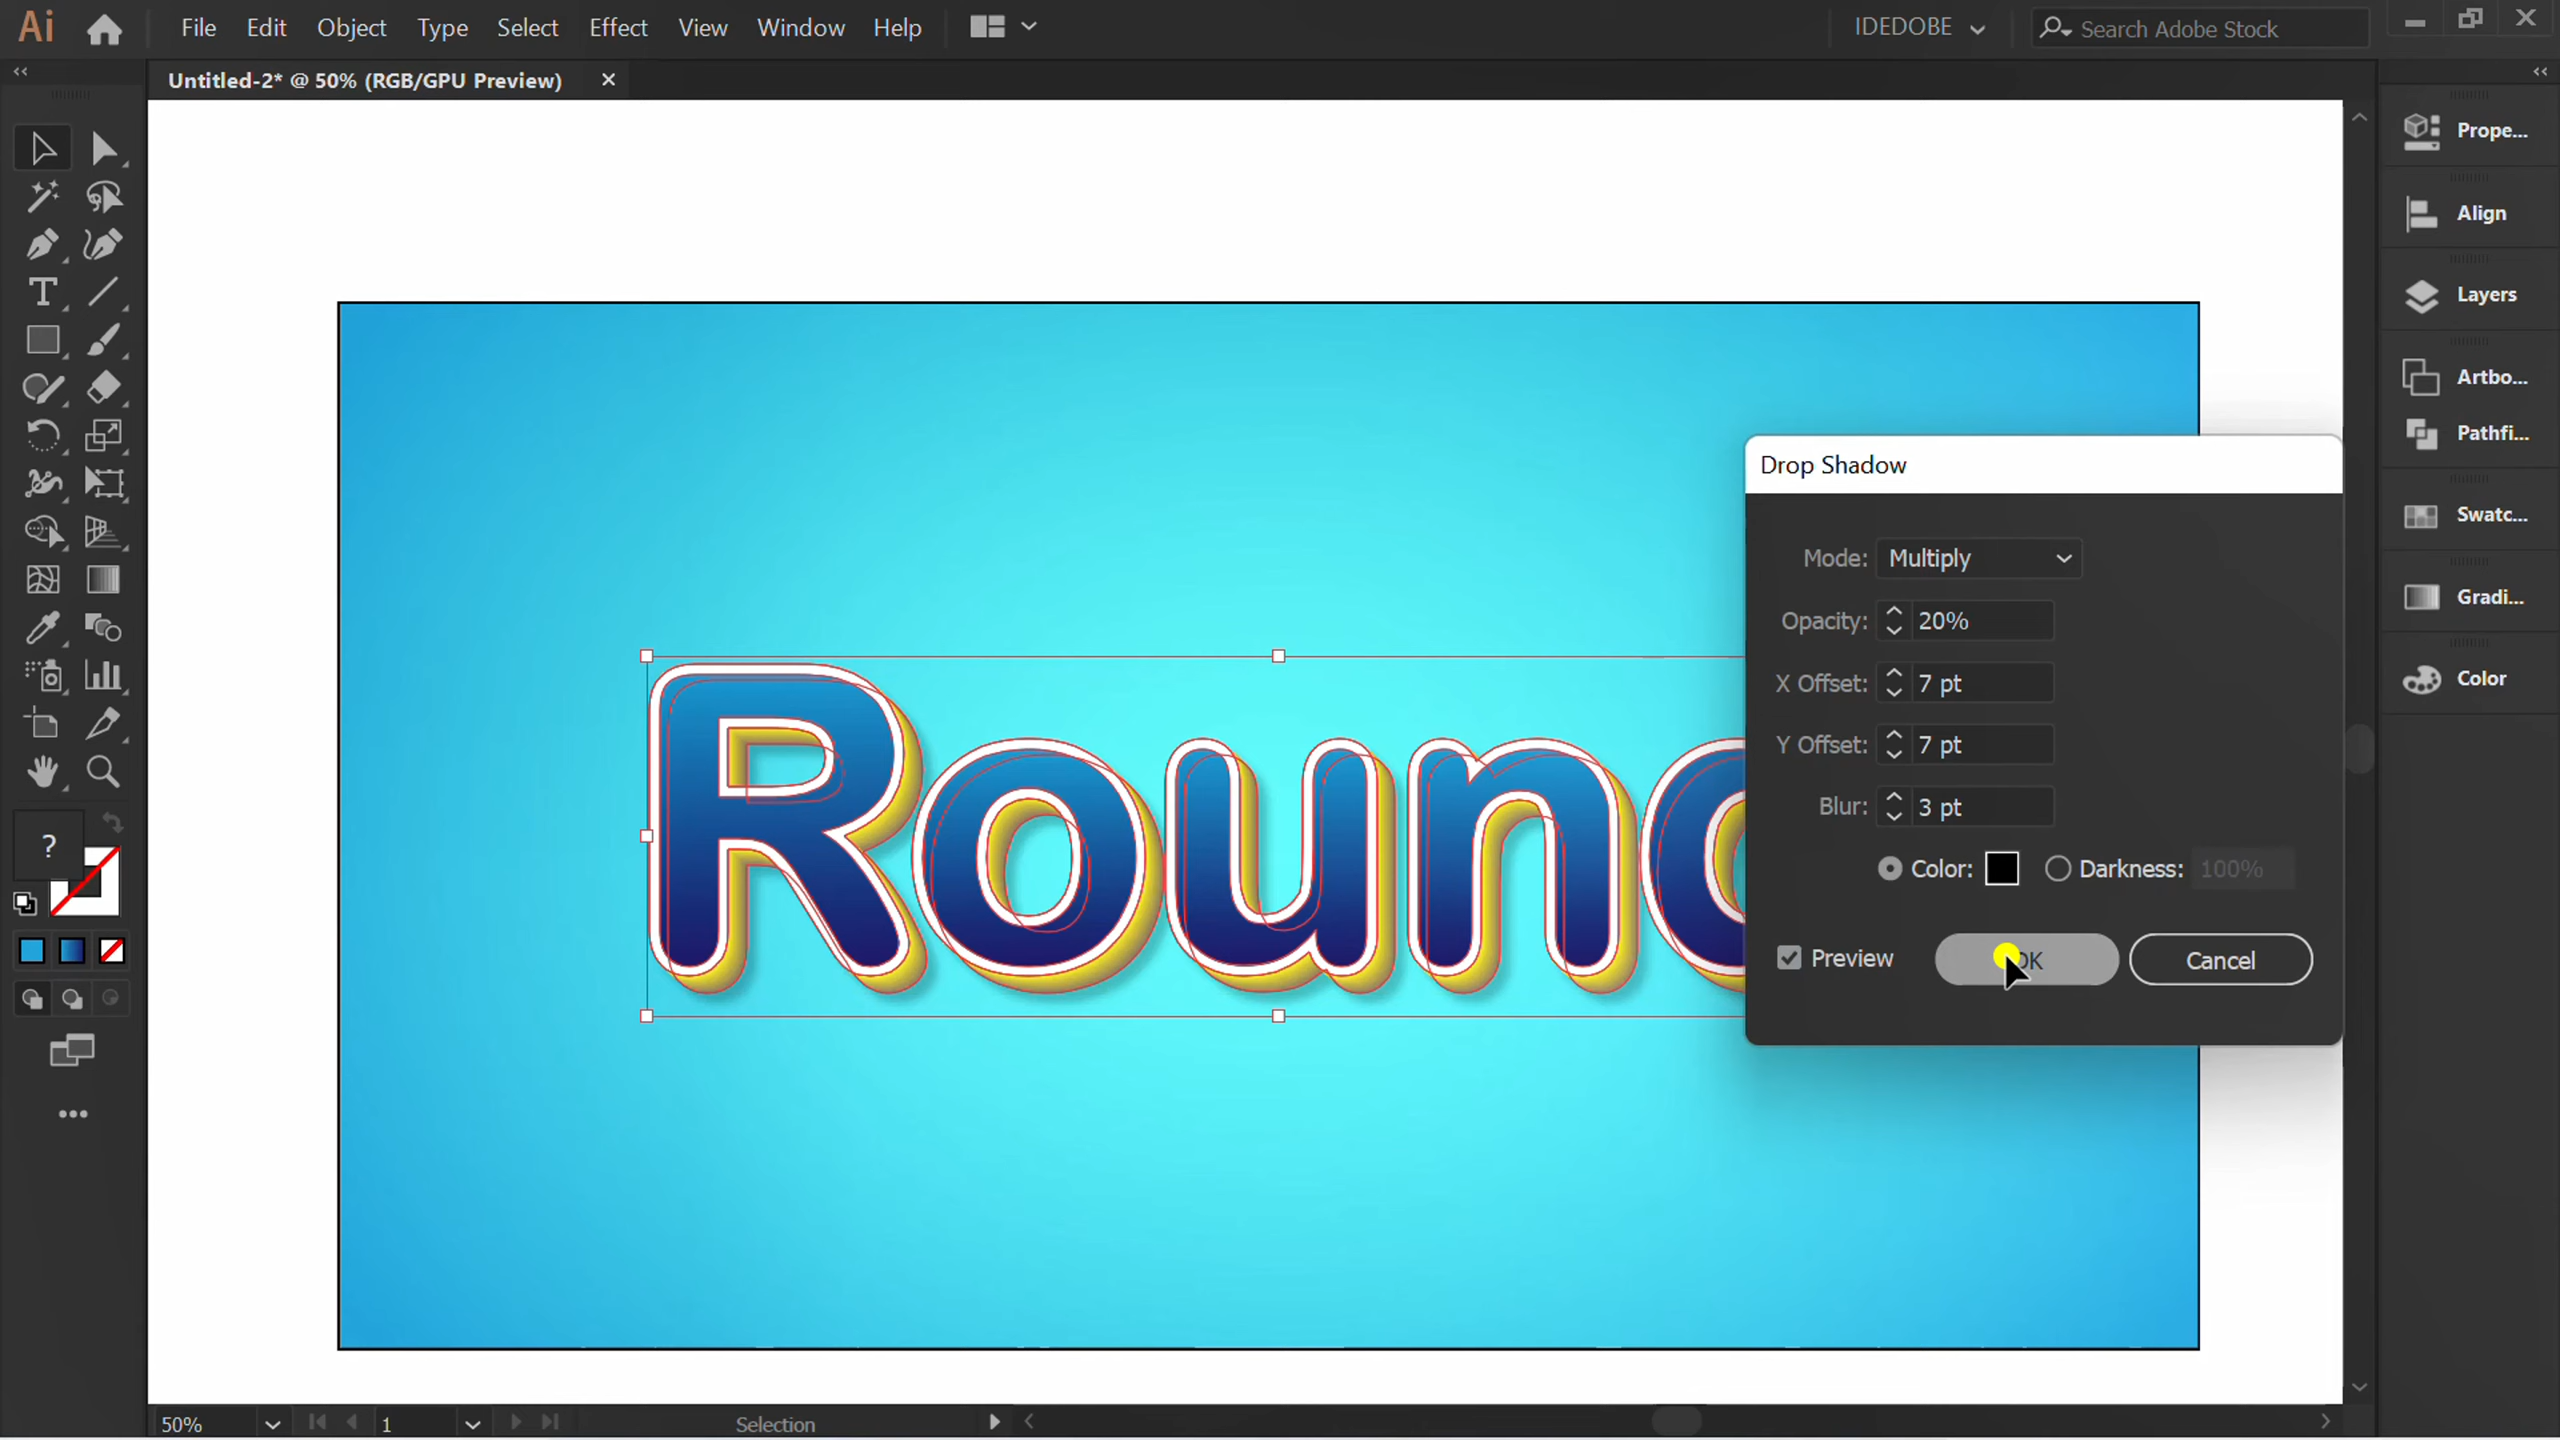 Ai File Edit Object Type Select Effect View Window Help IDEDOBE Search Adobe Stock
Untitled-2* @ 50% (RGB/GPU Preview)
Prope...
Align
Layers
Artbo...
Pathfi...
Swatc...
Gradi...
Color
Roun
Drop Shadow
Mode: Multiply
Opacity: 20%
X Offset: 7 pt
Y Offset: 7 pt
Blur: 3 pt
Color: Darkness: 100%
Preview OK Cancel
?
50% 1 Selection